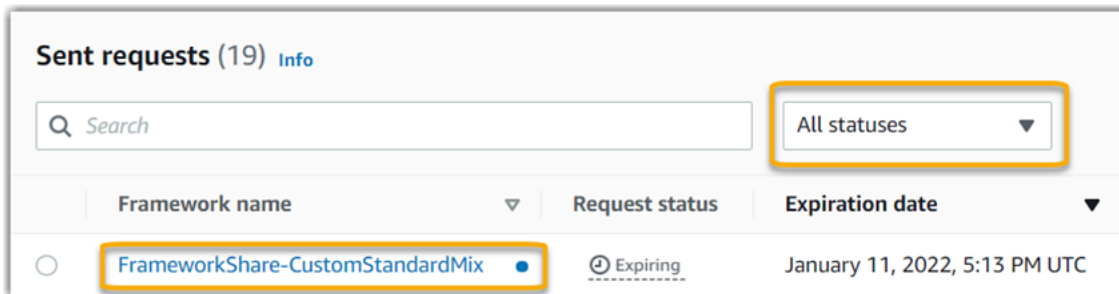 Sent requests (19) Info
Search
All statuses
Framework name Request status Expiration date
FrameworkShare-CustomStandardMix Expiring January 11, 2022, 5:13 PM UTC